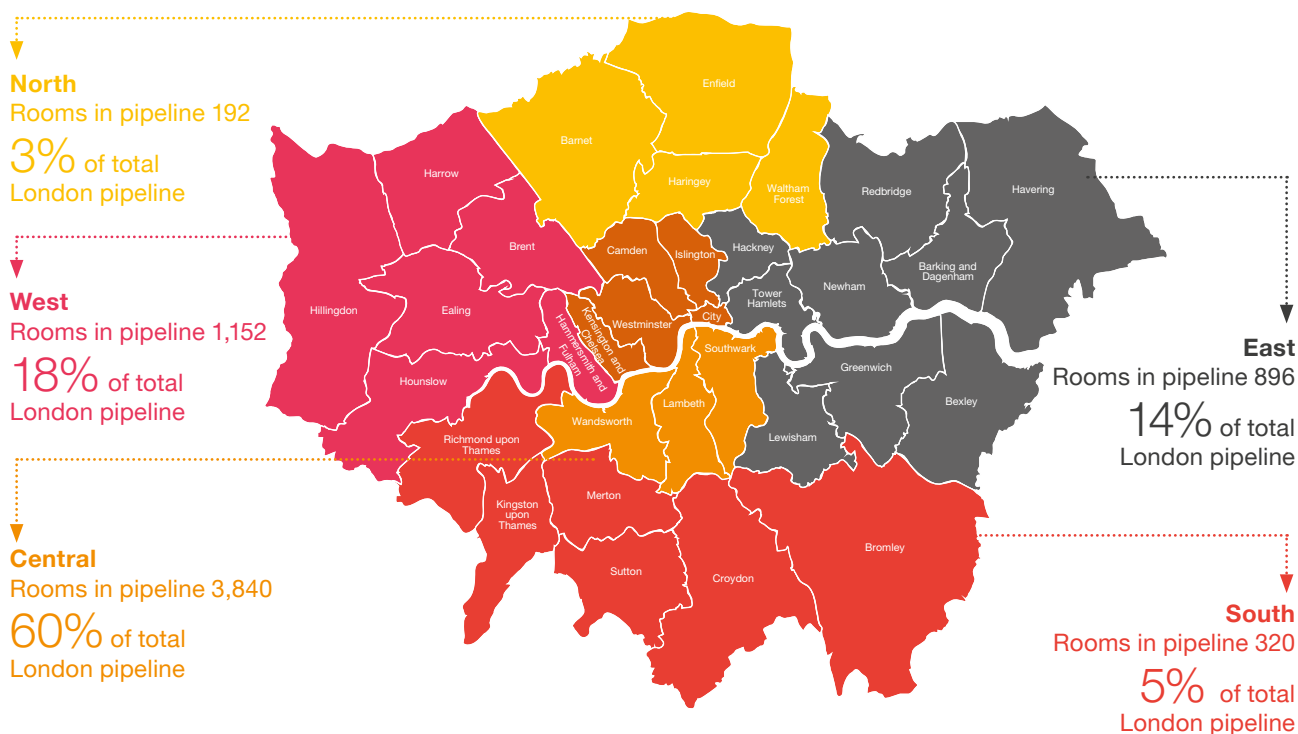 North
Rooms in pipeline 192
3% of total
London pipeline
West
Rooms in pipeline 1,152
18% of total
London pipeline
Central
Rooms in pipeline 3,840
60% of total
London pipeline
Enfield
Barnet
Haringey
Waltham
Forest
Harrow
Brent
Hillingdon
Ealing
Hounslow
Hammersmith and
Fulham
Camden
Islington
Kensington and
Chelsea
Westminster
City
Hackney
Tower
Hamlets
Newham
Redbridge
Havering
Barking and
Dagenham
Greenwich
Bexley
Lewisham
Southwark
Lambeth
Wandsworth
Richmond upon
Thames
Kingston
upon
Thames
Merton
Sutton
Croydon
Bromley
East
Rooms in pipeline 896
14% of total
London pipeline
South
Rooms in pipeline 320
5% of total
London pipeline